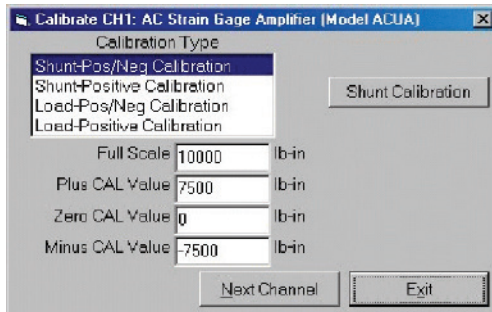 Calibrate CH1: AC Strain Gage Amplifier (Model ACUA)
Calibration Type
Shunt-Pos/Neg Calibration
Shunt-Positive Calibration
Load-Pos/Neg Calibration
Load-Positive Calibration
Shunt Calibration
Full Scale 10000 lb-in
Plus CAL Value 7500 lb-in
Zero CAL Value 0 lb-in
Minus CAL Value -7500 lb-in
Next Channel Exit